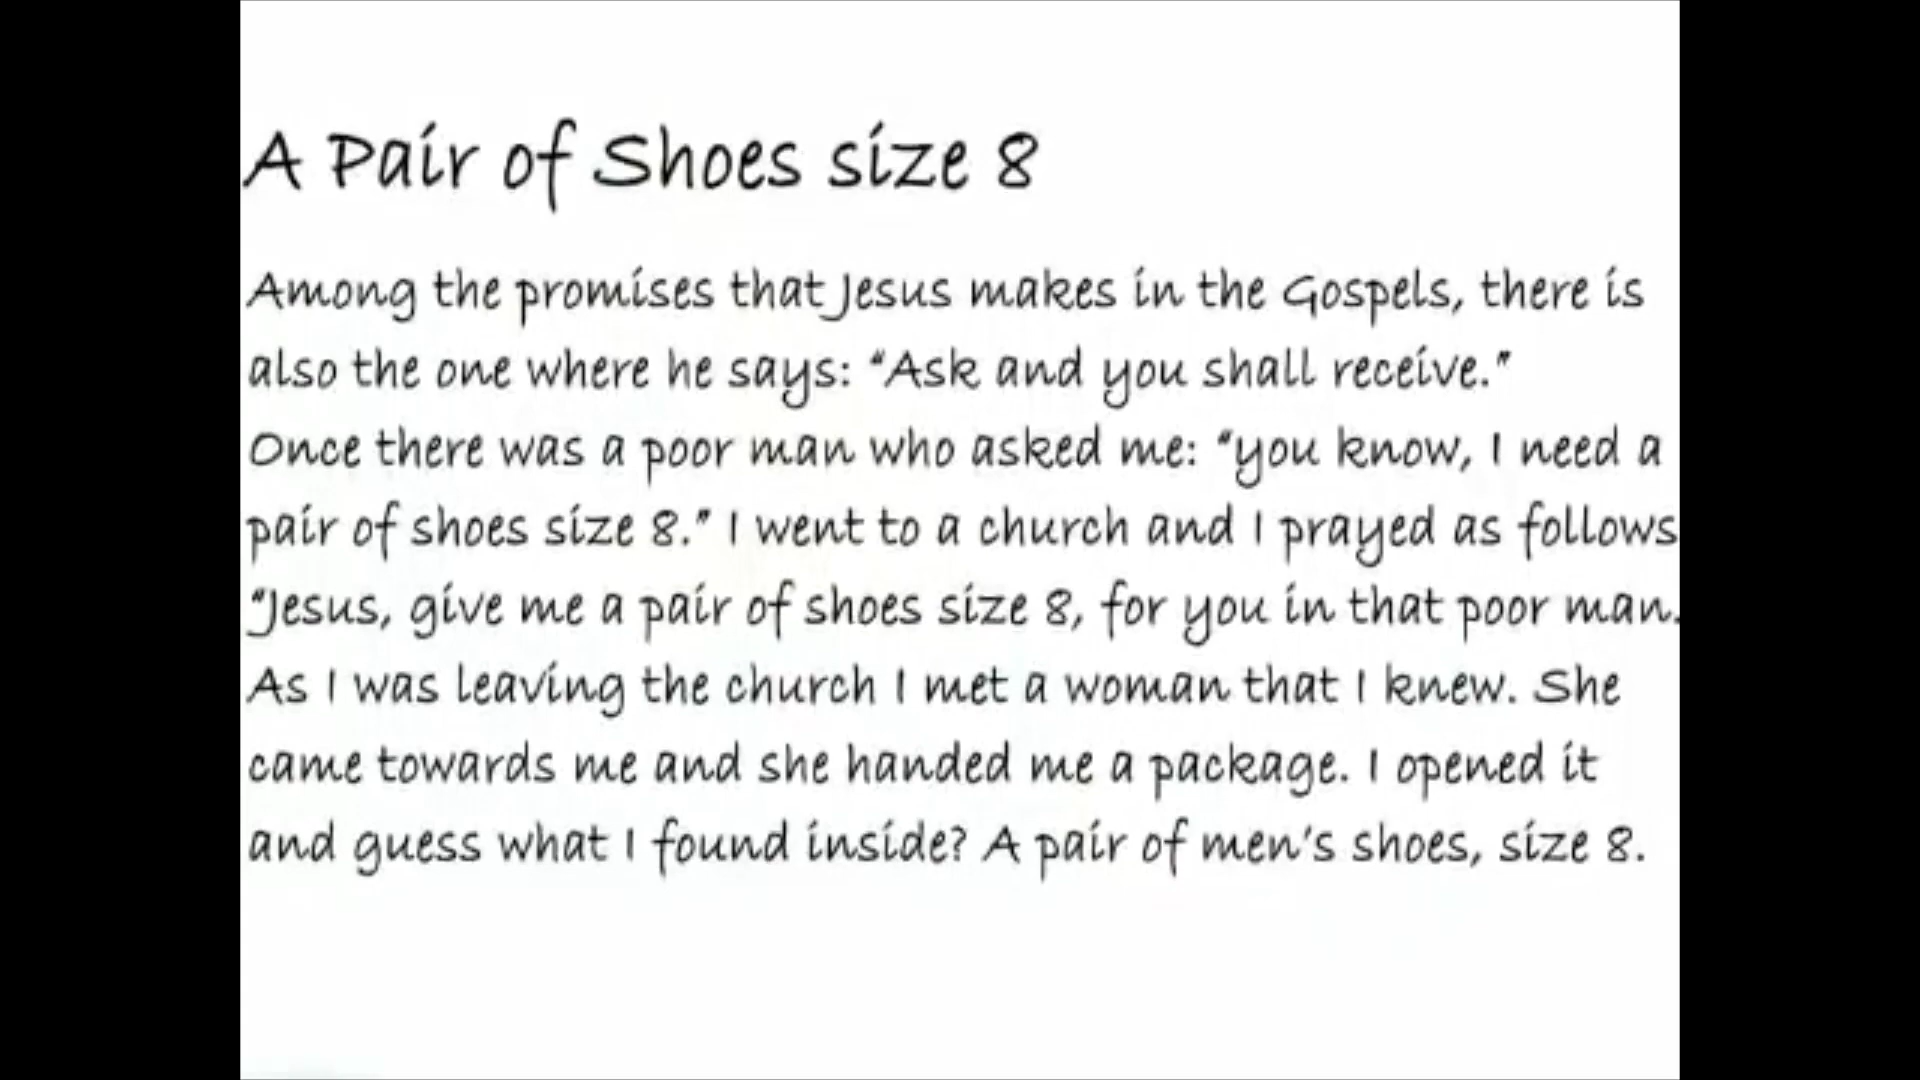 A Pair of Shoes size 8
Among the promises that Jesus makes in the Gospels, there is
also the one where he says: “Ask and you shall receive.”
Once there was a poor man who asked me: “you know, I need a
pair of shoes size 8.” I went to a church and I prayed as follows
“Jesus, give me a pair of shoes size 8, for you in that poor man.
As I was leaving the church I met a woman that I knew. She
came towards me and she handed me a package. I opened it
and guess what I found inside? A pair of men’s shoes, size 8.